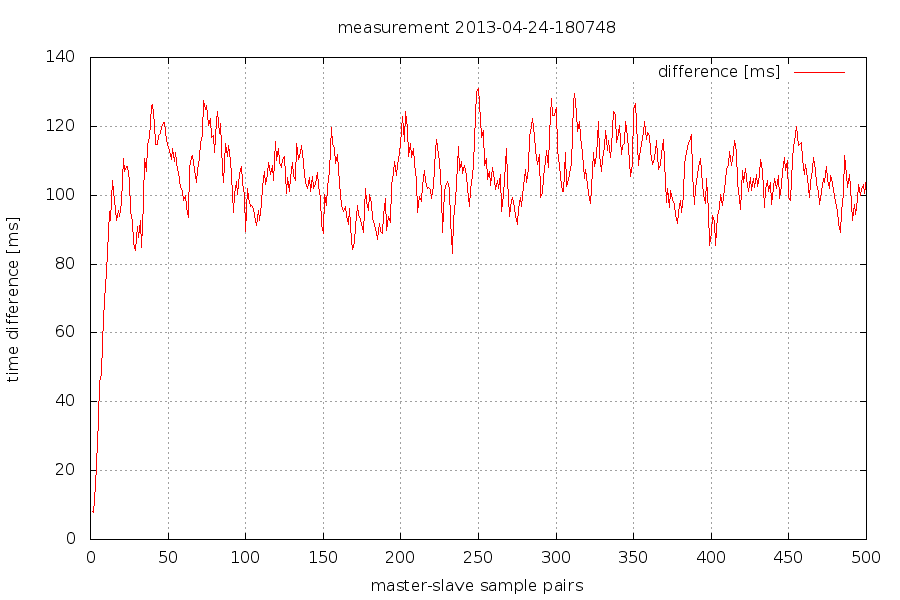 measurement 2013-04-24-180748
difference [ms]
140
120
100
80
60
40
20
0
time difference [ms]
0 50 100 150 200 250 300 350 400 450 500
master-slave sample pairs